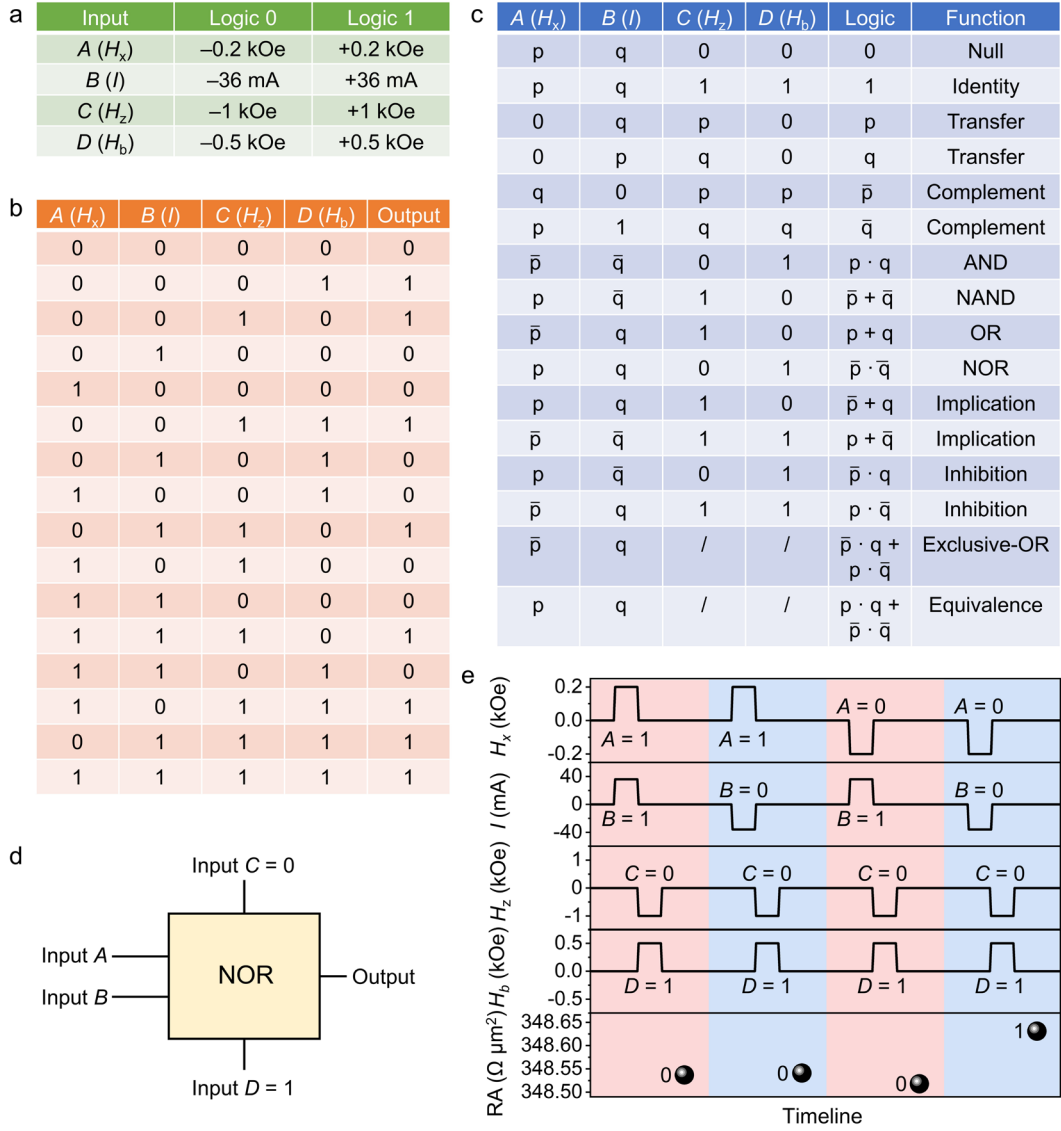 a
Input Logic 0 Logic 1
A (Hx) –0.2 kOe +0.2 kOe
B (I) –36 mA +36 mA
C (Hz) –1 kOe +1 kOe
D (Hb) –0.5 kOe +0.5 kOe
b
A (Hx) B (I) C (Hz) D (Hb) Output
0 0 0 0 0
0 0 0 1 1
0 0 1 0 1
0 1 0 0 0
1 0 0 0 0
0 0 1 1 1
0 1 0 1 0
1 0 0 1 0
0 1 1 0 1
1 0 1 0 0
1 1 0 0 0
1 1 1 0 1
1 1 0 1 0
1 0 1 1 1
0 1 1 1 1
1 1 1 1 1
c
A (Hx) B (I) C (Hz) D (Hb) Logic Function
p q 0 0 0 Null
p q 1 1 1 Identity
0 q p 0 p Transfer
0 p q 0 q Transfer
q 0 p p p̄ Complement
p 1 q q q̄ Complement
p̄ q̄ 0 1 p · q AND
p q̄ 1 0 p̄ + q̄ NAND
p̄ q 1 0 p + q OR
p q 0 1 p̄ · q̄ NOR
p q 1 0 p̄ + q Implication
p̄ q̄ 1 1 p + q̄ Implication
p q̄ 0 1 p̄ · q Inhibition
p̄ q 1 1 p · q̄ Inhibition
p̄ q / / p̄ · q + Exclusive-OR
p · q̄
p q / / p · q + Equivalence
p̄ · q̄
d
Input C = 0
Input A
NOR
Output
Input B
Input D = 1
e
Hx (kOe)
0.2
0.0
-0.2
A = 1 A = 1 A = 0 A = 0
I (mA)
40
0
-40
B = 1 B = 0 B = 1 B = 0
Hz (kOe)
1
0
-1
C = 0 C = 0 C = 0 C = 0
Hb (kOe)
0.5
0.0
-0.5
D = 1 D = 1 D = 1 D = 1
RA (Ω μm²)
348.65
348.60
348.55
348.50
0 0 0 1
Timeline